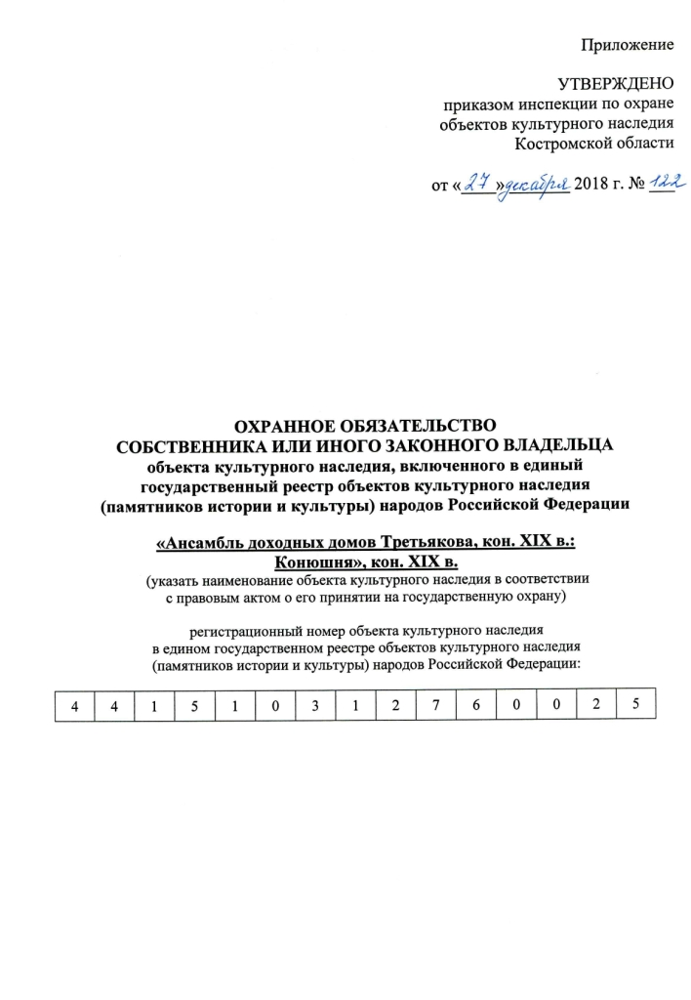 Приложение
УТВЕРЖДЕНО
приказом инспекции по охране
объектов культурного наследия
Костромской области
от «27» декабря 2018 г. № 122
ОХРАННОЕ ОБЯЗАТЕЛЬСТВО
СОБСТВЕННИКА ИЛИ ИНОГО ЗАКОННОГО ВЛАДЕЛЬЦА
объекта культурного наследия, включенного в единый
государственный реестр объектов культурного наследия
(памятников истории и культуры) народов Российской Федерации
«Ансамбль доходных домов Третьякова, кон. XIX в.:
Конюшня», кон. XIX в.
(указать наименование объекта культурного наследия в соответствии
с правовым актом о его принятии на государственную охрану)
регистрационный номер объекта культурного наследия
в едином государственном реестре объектов культурного наследия
(памятников истории и культуры) народов Российской Федерации:
4 4 1 5 1 0 3 1 2 7 6 0 0 2 5